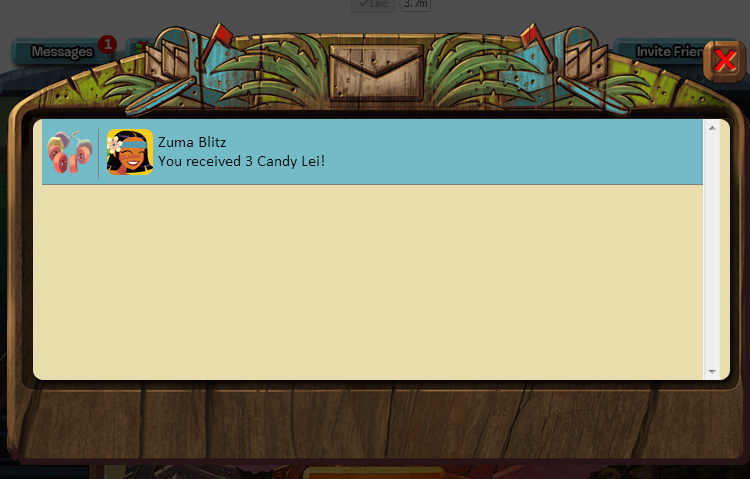 Like
3.7m
Messages
1
Invite Frien
Zuma Blitz
You received 3 Candy Lei!